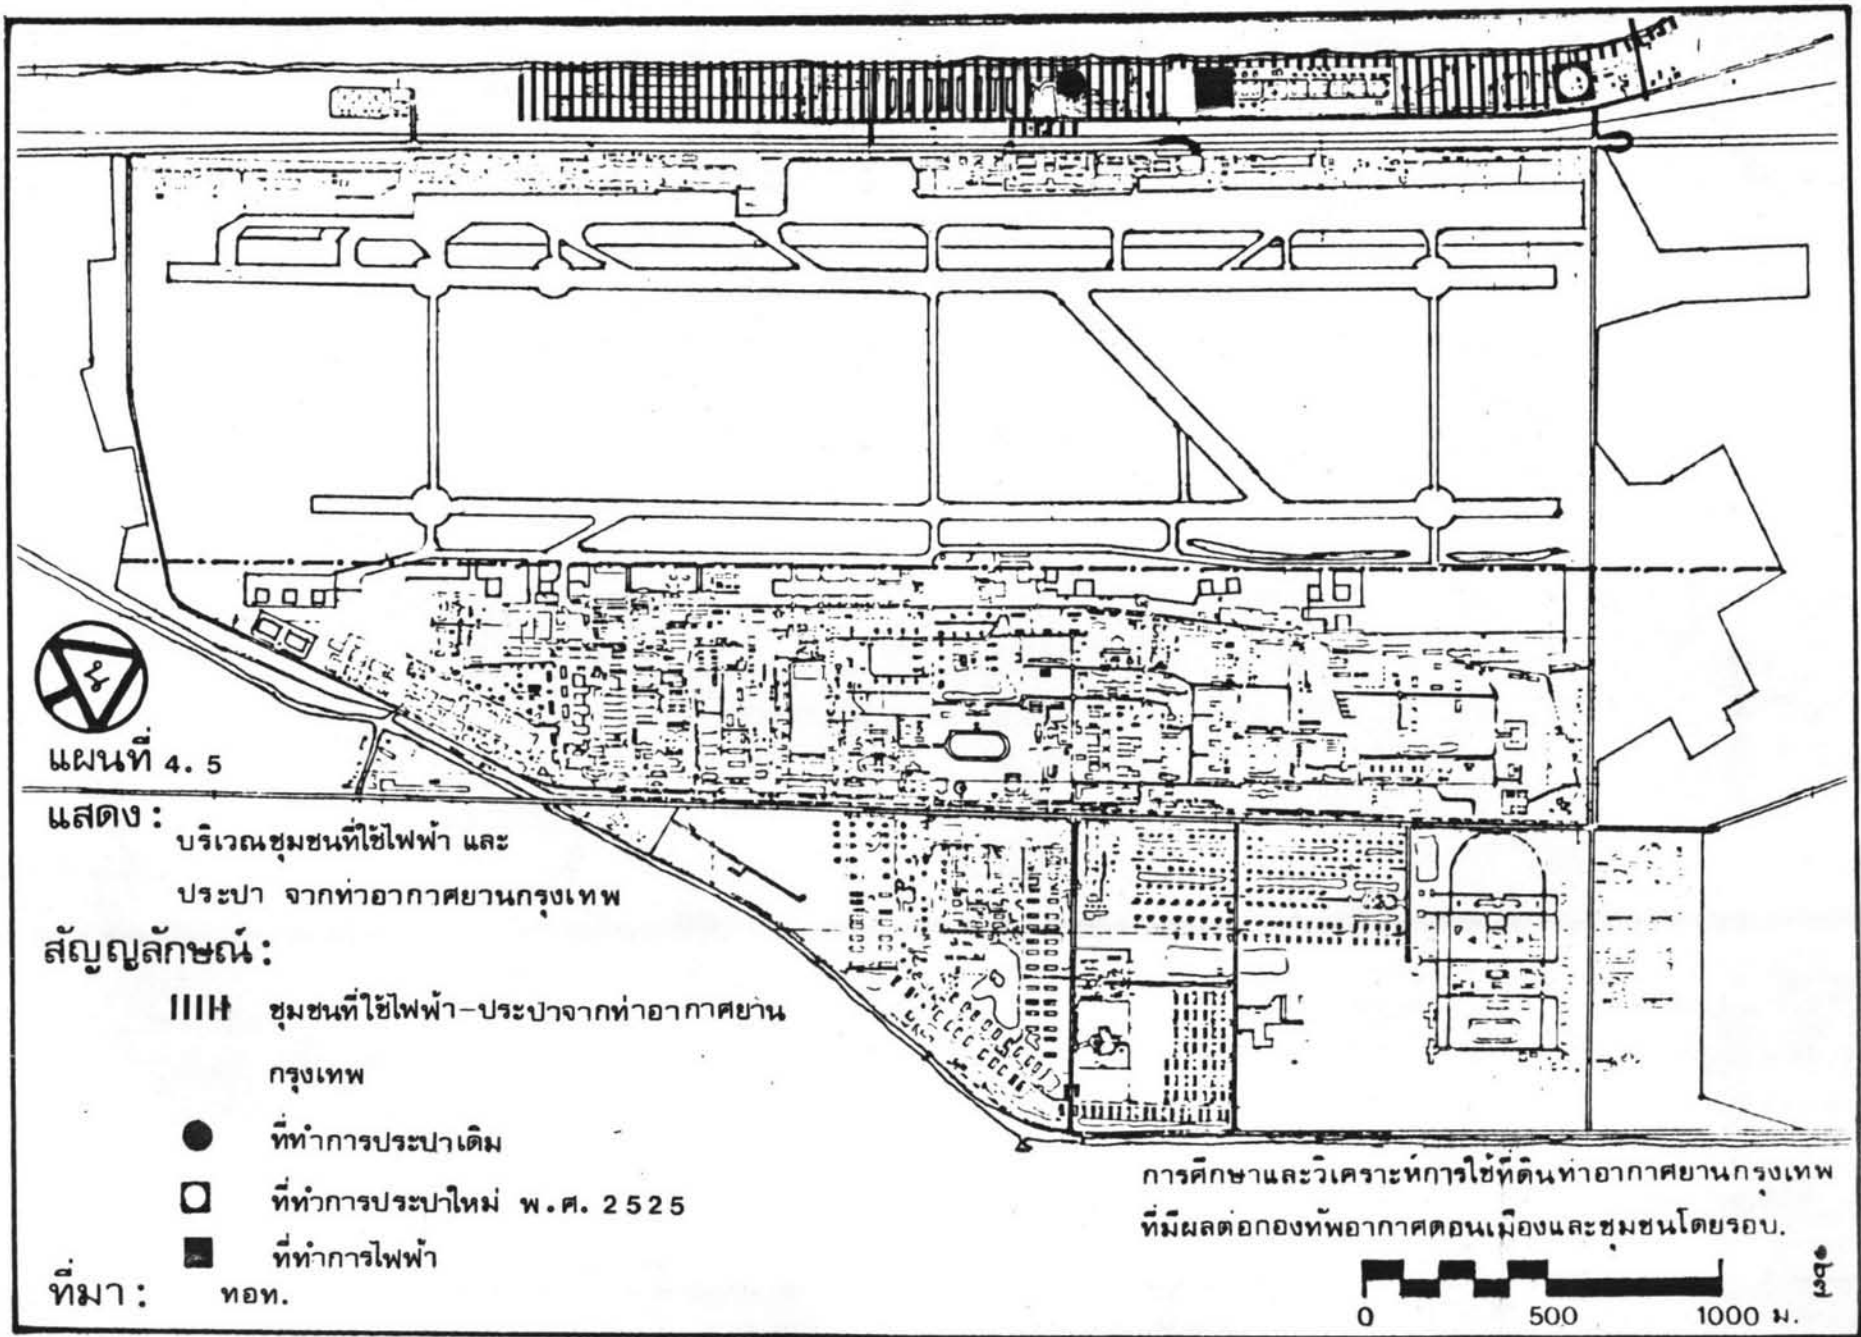 แผนที่ 4.5
แสดง :
บริเวณชุมชนที่ใช้ไฟฟ้า และ
ประปา จากท่าอากาศยานกรุงเทพ
สัญญลักษณ์ :
ชุมชนที่ใช้ไฟฟ้า-ประปาจากท่าอากาศยาน
กรุงเทพ
ที่ทำการประปาเดิม
ที่ทำการประปาใหม่ พ.ศ. 2525
ที่ทำการไฟฟ้า
ที่มา : ทอท.
การศึกษาและวิเคราะห์การใช้ที่ดินท่าอากาศยานกรุงเทพ
ที่มีผลต่อกองทัพอากาศดอนเมืองและชุมชนโดยรอบ.
0 500 1000 ม.